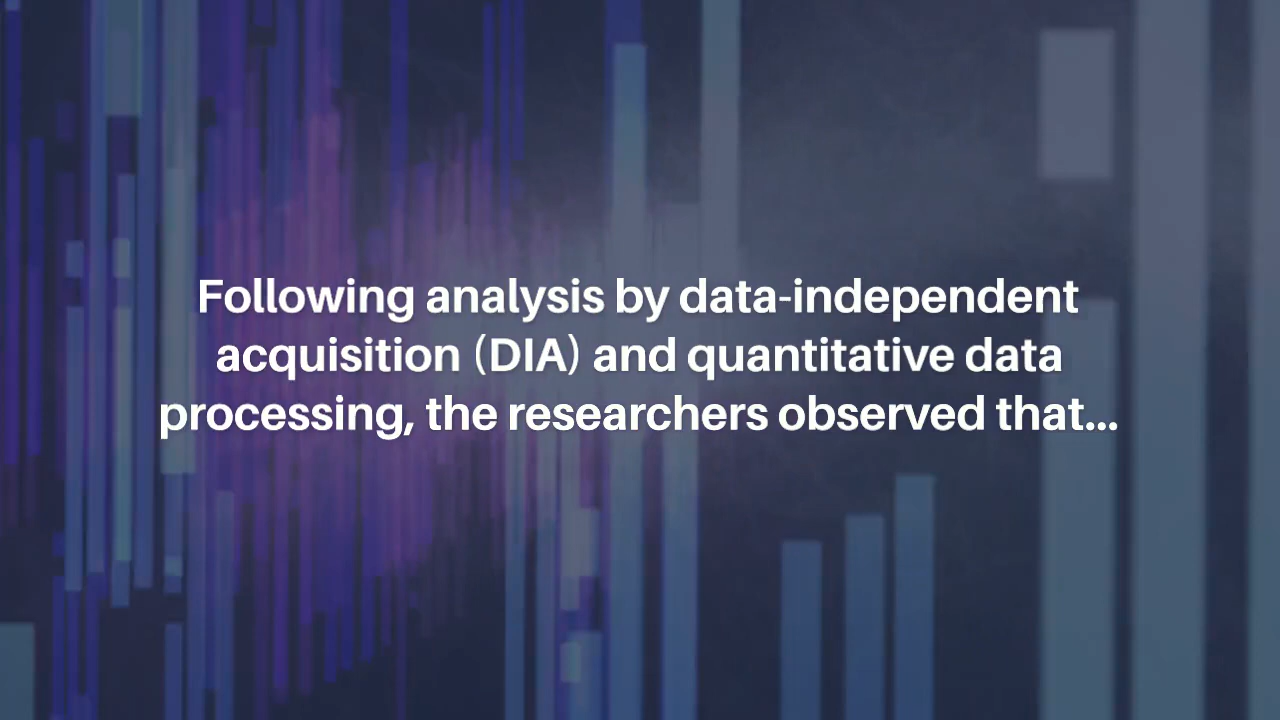 Following analysis by data-independent
acquisition (DIA) and quantitative data
processing, the researchers observed that...